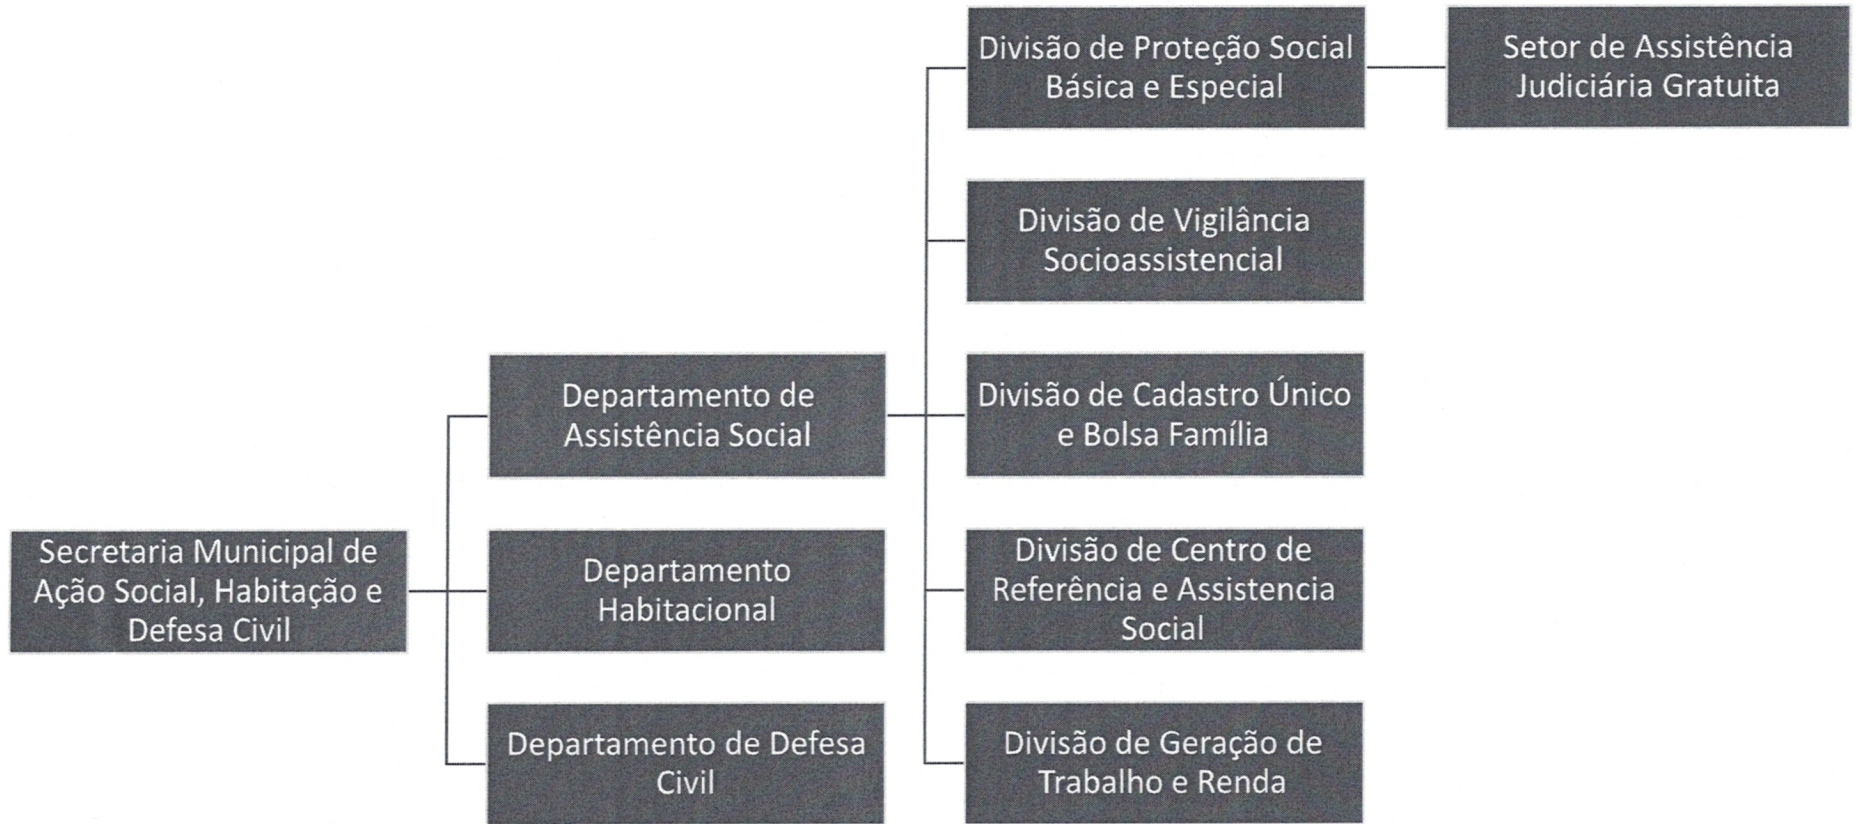 Divisão de Proteção Social
Básica e Especial
Setor de Assistência
Judiciária Gratuita
Divisão de Vigilância
Socioassistencial
Departamento de
Assistência Social
Divisão de Cadastro Único
e Bolsa Família
Secretaria Municipal de
Ação Social, Habitação e
Defesa Civil
Departamento
Habitacional
Divisão de Centro de
Referência e Assistencia
Social
Departamento de Defesa
Civil
Divisão de Geração de
Trabalho e Renda